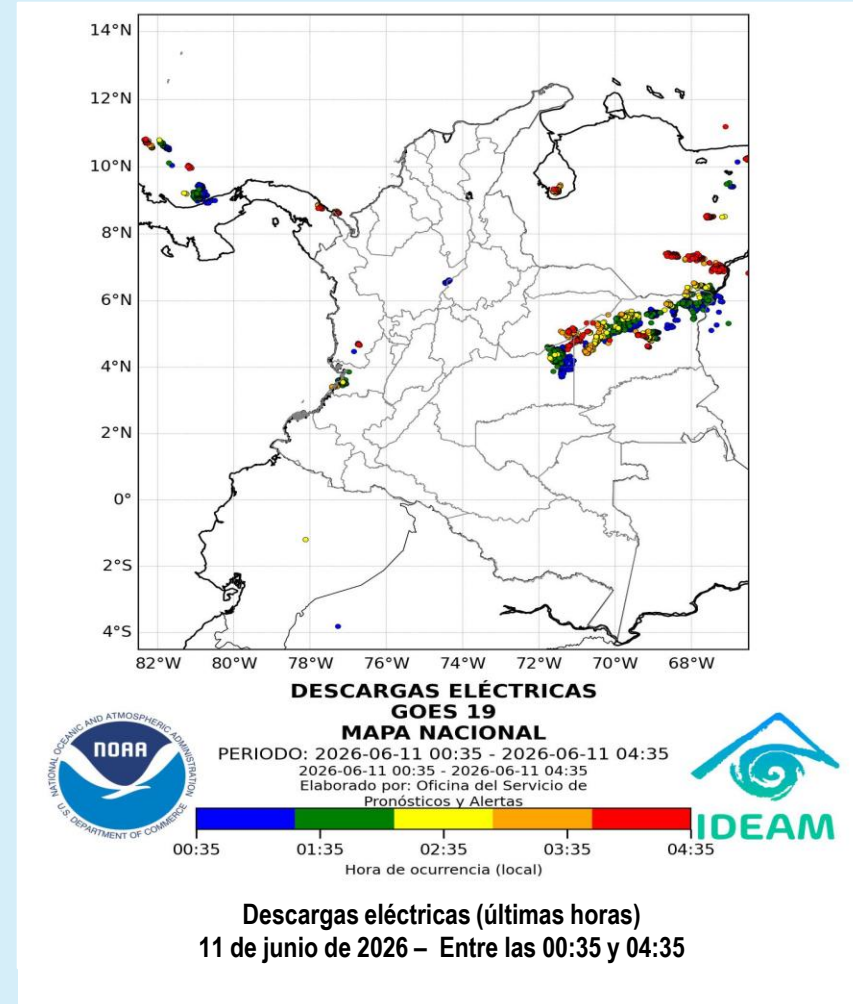 14°N
12°N
10°N
8°N
6°N
4°N
2°N
0°
2°S
4°S
82°W 80°W 78°W 76°W 74°W 72°W 70°W 68°W
DESCARGAS ELÉCTRICAS
GOES 19
MAPA NACIONAL
PERIODO: 2026-06-11 00:35 - 2026-06-11 04:35
2026-06-11 00:35 - 2026-06-11 04:35
Elaborado por: Oficina del Servicio de
Pronósticos y Alertas
NATIONAL OCEANIC AND ATMOSPHERIC ADMINISTRATION
NOAA
U.S. DEPARTMENT OF COMMERCE
IDEAM
00:35 01:35 02:35 03:35 04:35
Hora de ocurrencia (local)
Descargas eléctricas (últimas horas)
11 de junio de 2026 – Entre las 00:35 y 04:35